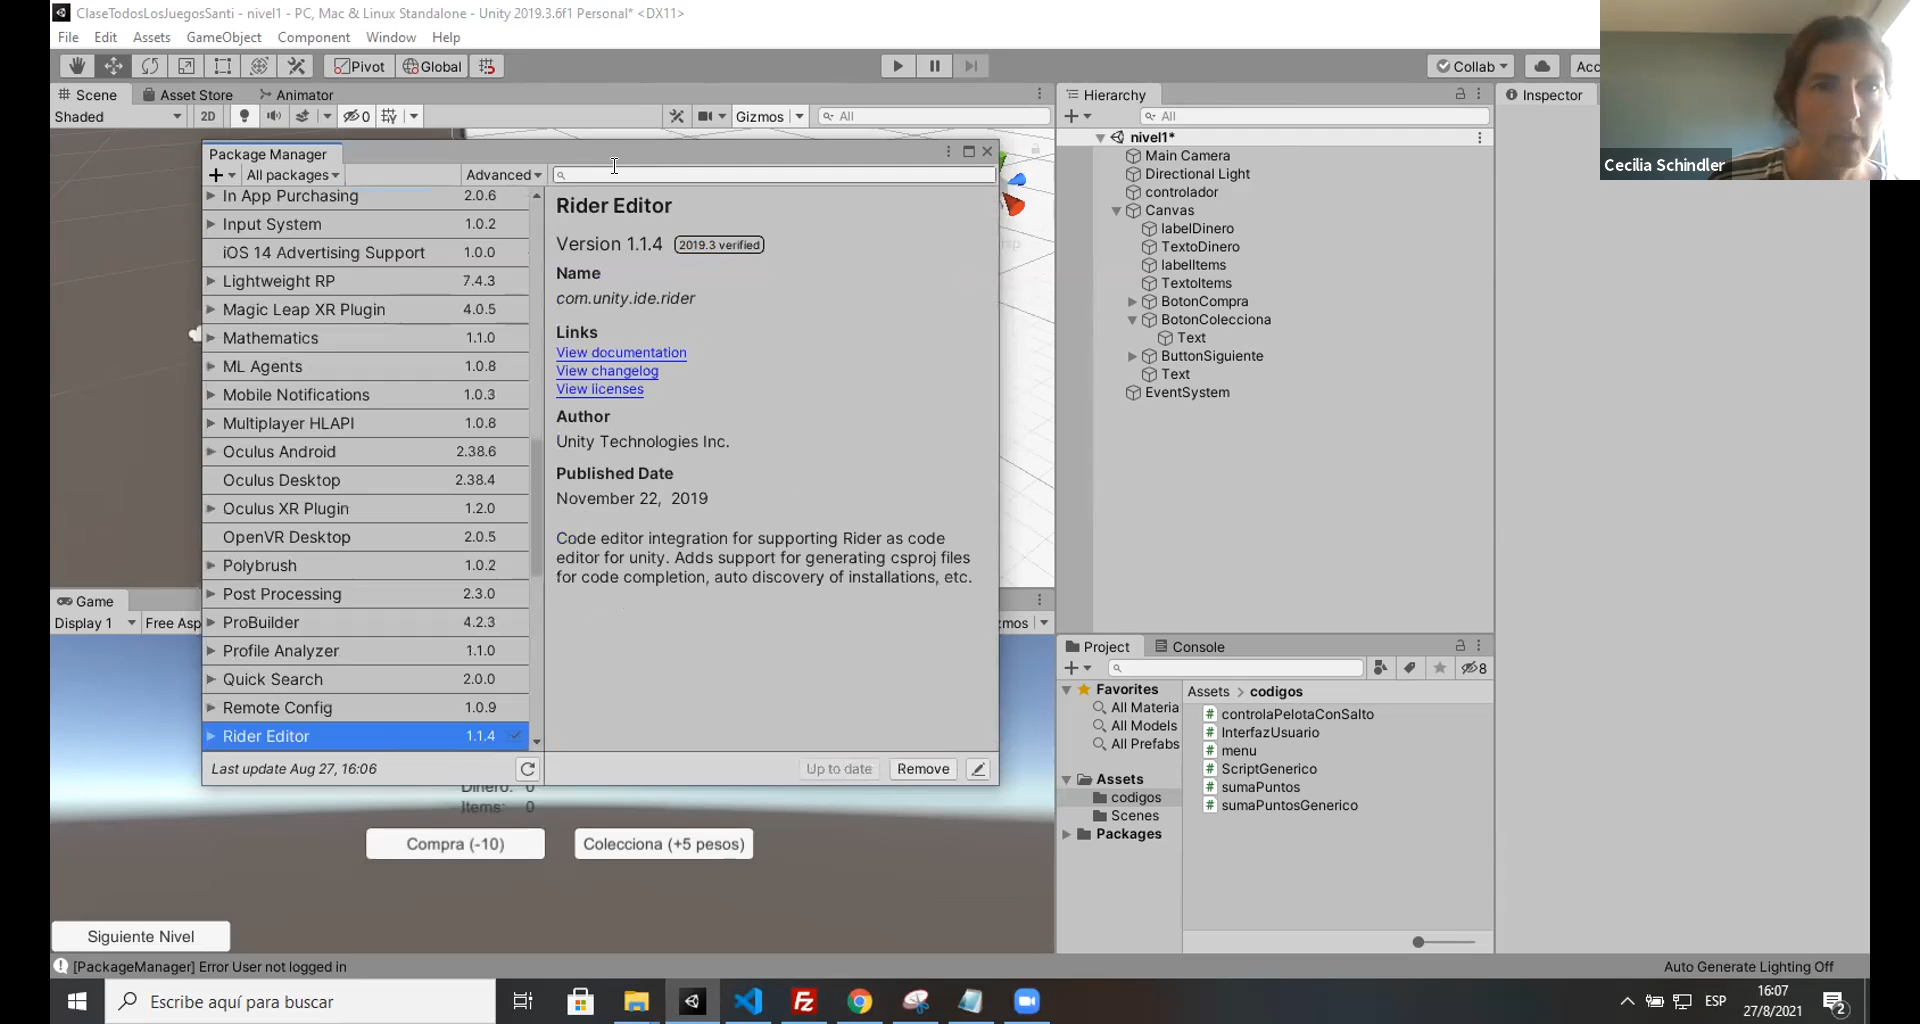 ClaseTodosLosJuegosSanti - nivel1 - PC, Mac & Linux Standalone - Unity 2019.3.6f1 Personal* <DX11>
File Edit Assets GameObject Component Window Help
Pivot Global Collab Acc
Scene Asset Store Animator
Shaded 2D 0 Gizmos All
Package Manager
All packages Advanced
In App Purchasing 2.0.6
Input System 1.0.2
iOS 14 Advertising Support 1.0.0
Lightweight RP 7.4.3
Magic Leap XR Plugin 4.0.5
Mathematics 1.1.0
ML Agents 1.0.8
Mobile Notifications 1.0.3
Multiplayer HLAPI 1.0.8
Oculus Android 2.38.6
Oculus Desktop 2.38.4
Oculus XR Plugin 1.2.0
OpenVR Desktop 2.0.5
Polybrush 1.0.2
Post Processing 2.3.0
ProBuilder 4.2.3
Profile Analyzer 1.1.0
Quick Search 2.0.0
Remote Config 1.0.9
Rider Editor 1.1.4
Last update Aug 27, 16:06
Rider Editor
Version 1.1.4 2019.3 verified
Name
com.unity.ide.rider
Links
View documentation
View changelog
View licenses
Author
Unity Technologies Inc.
Published Date
November 22, 2019
Code editor integration for supporting Rider as code
editor for unity. Adds support for generating csproj files
for code completion, auto discovery of installations, etc.
Up to date Remove
Game
Display 1 Free Asp
zmos
Dinero: 0
Items: 0
Compra (-10) Colecciona (+5 pesos)
Siguiente Nivel
Hierarchy
All
nivel1*
Main Camera
Directional Light
controlador
Canvas
labelDinero
TextoDinero
labelItems
TextoItems
BotonCompra
BotonColecciona
Text
ButtonSiguiente
Text
EventSystem
Inspector
Cecilia Schindler
Project Console
8
Favorites
All Materia
All Models
All Prefabs
Assets
codigos
Scenes
Packages
Assets > codigos
controlaPelotaConSalto
InterfazUsuario
menu
ScriptGenerico
sumaPuntos
sumaPuntosGenerico
[PackageManager] Error User not logged in
Auto Generate Lighting Off
Escribe aquí para buscar
ESP
16:07
27/8/2021
2